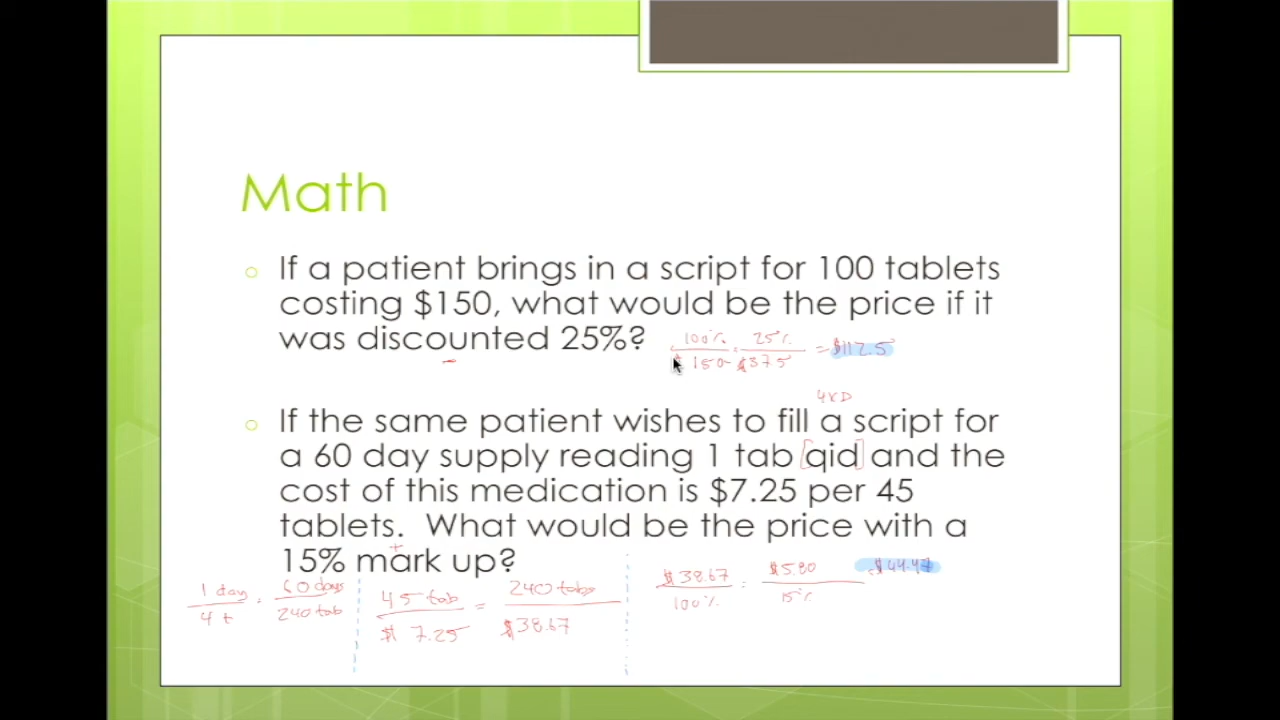 Math
If a patient brings in a script for 100 tablets
costing $150, what would be the price if it
was discounted 25%?
100% 25%
$ 150 $37.5 = $112.5
4xD
If the same patient wishes to fill a script for
a 60 day supply reading 1 tab [qid] and the
cost of this medication is $7.25 per 45
tablets. What would be the price with a
+
15% mark up?
1 day 60 days
4 t 240 tab
45 tab = 240 tabs
$ 7.25 $38.67
$38.67 = $5.80 = $44.47
100% 15%